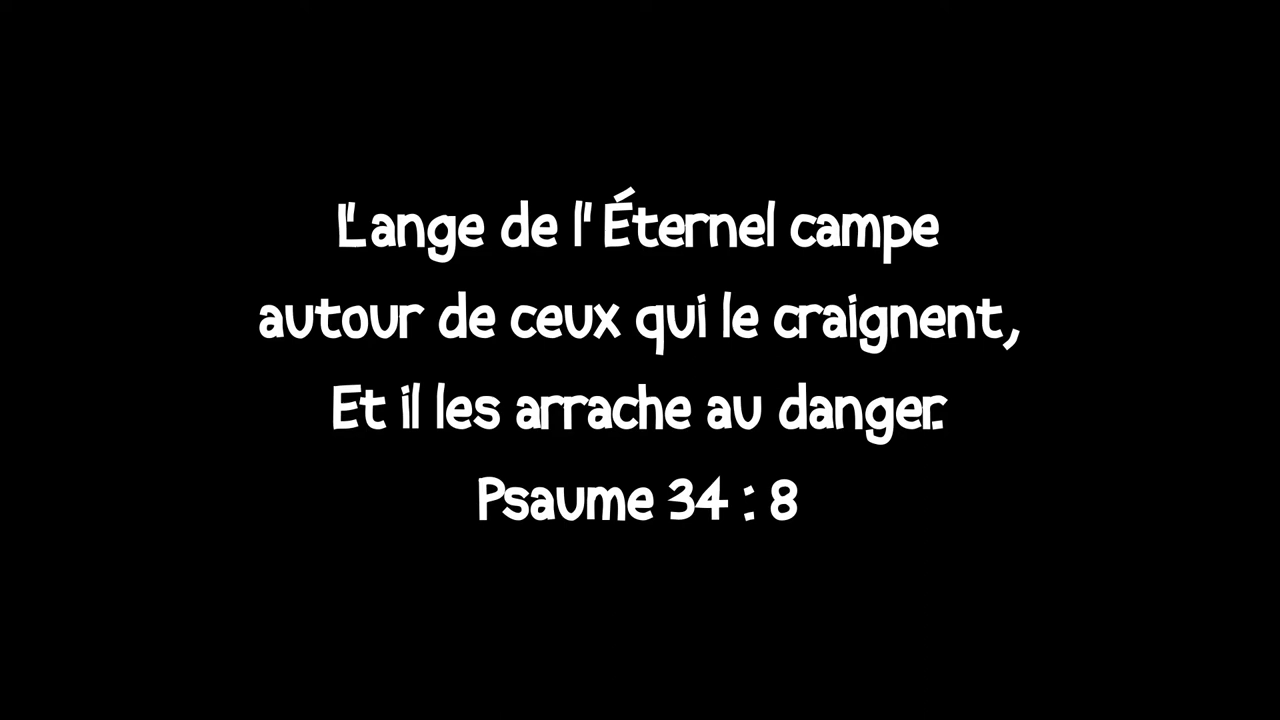 L'ange de l' Éternel campe
autour de ceux qui le craignent,
Et il les arrache au danger.
Psaume 34 : 8